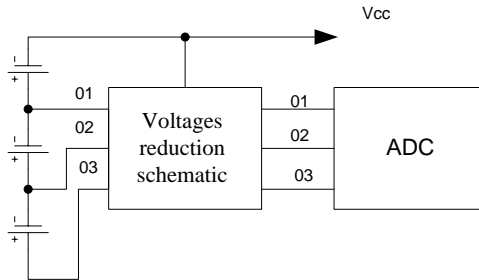 Vcc
01
02
03
Voltages
reduction
schematic
01
02
03
ADC